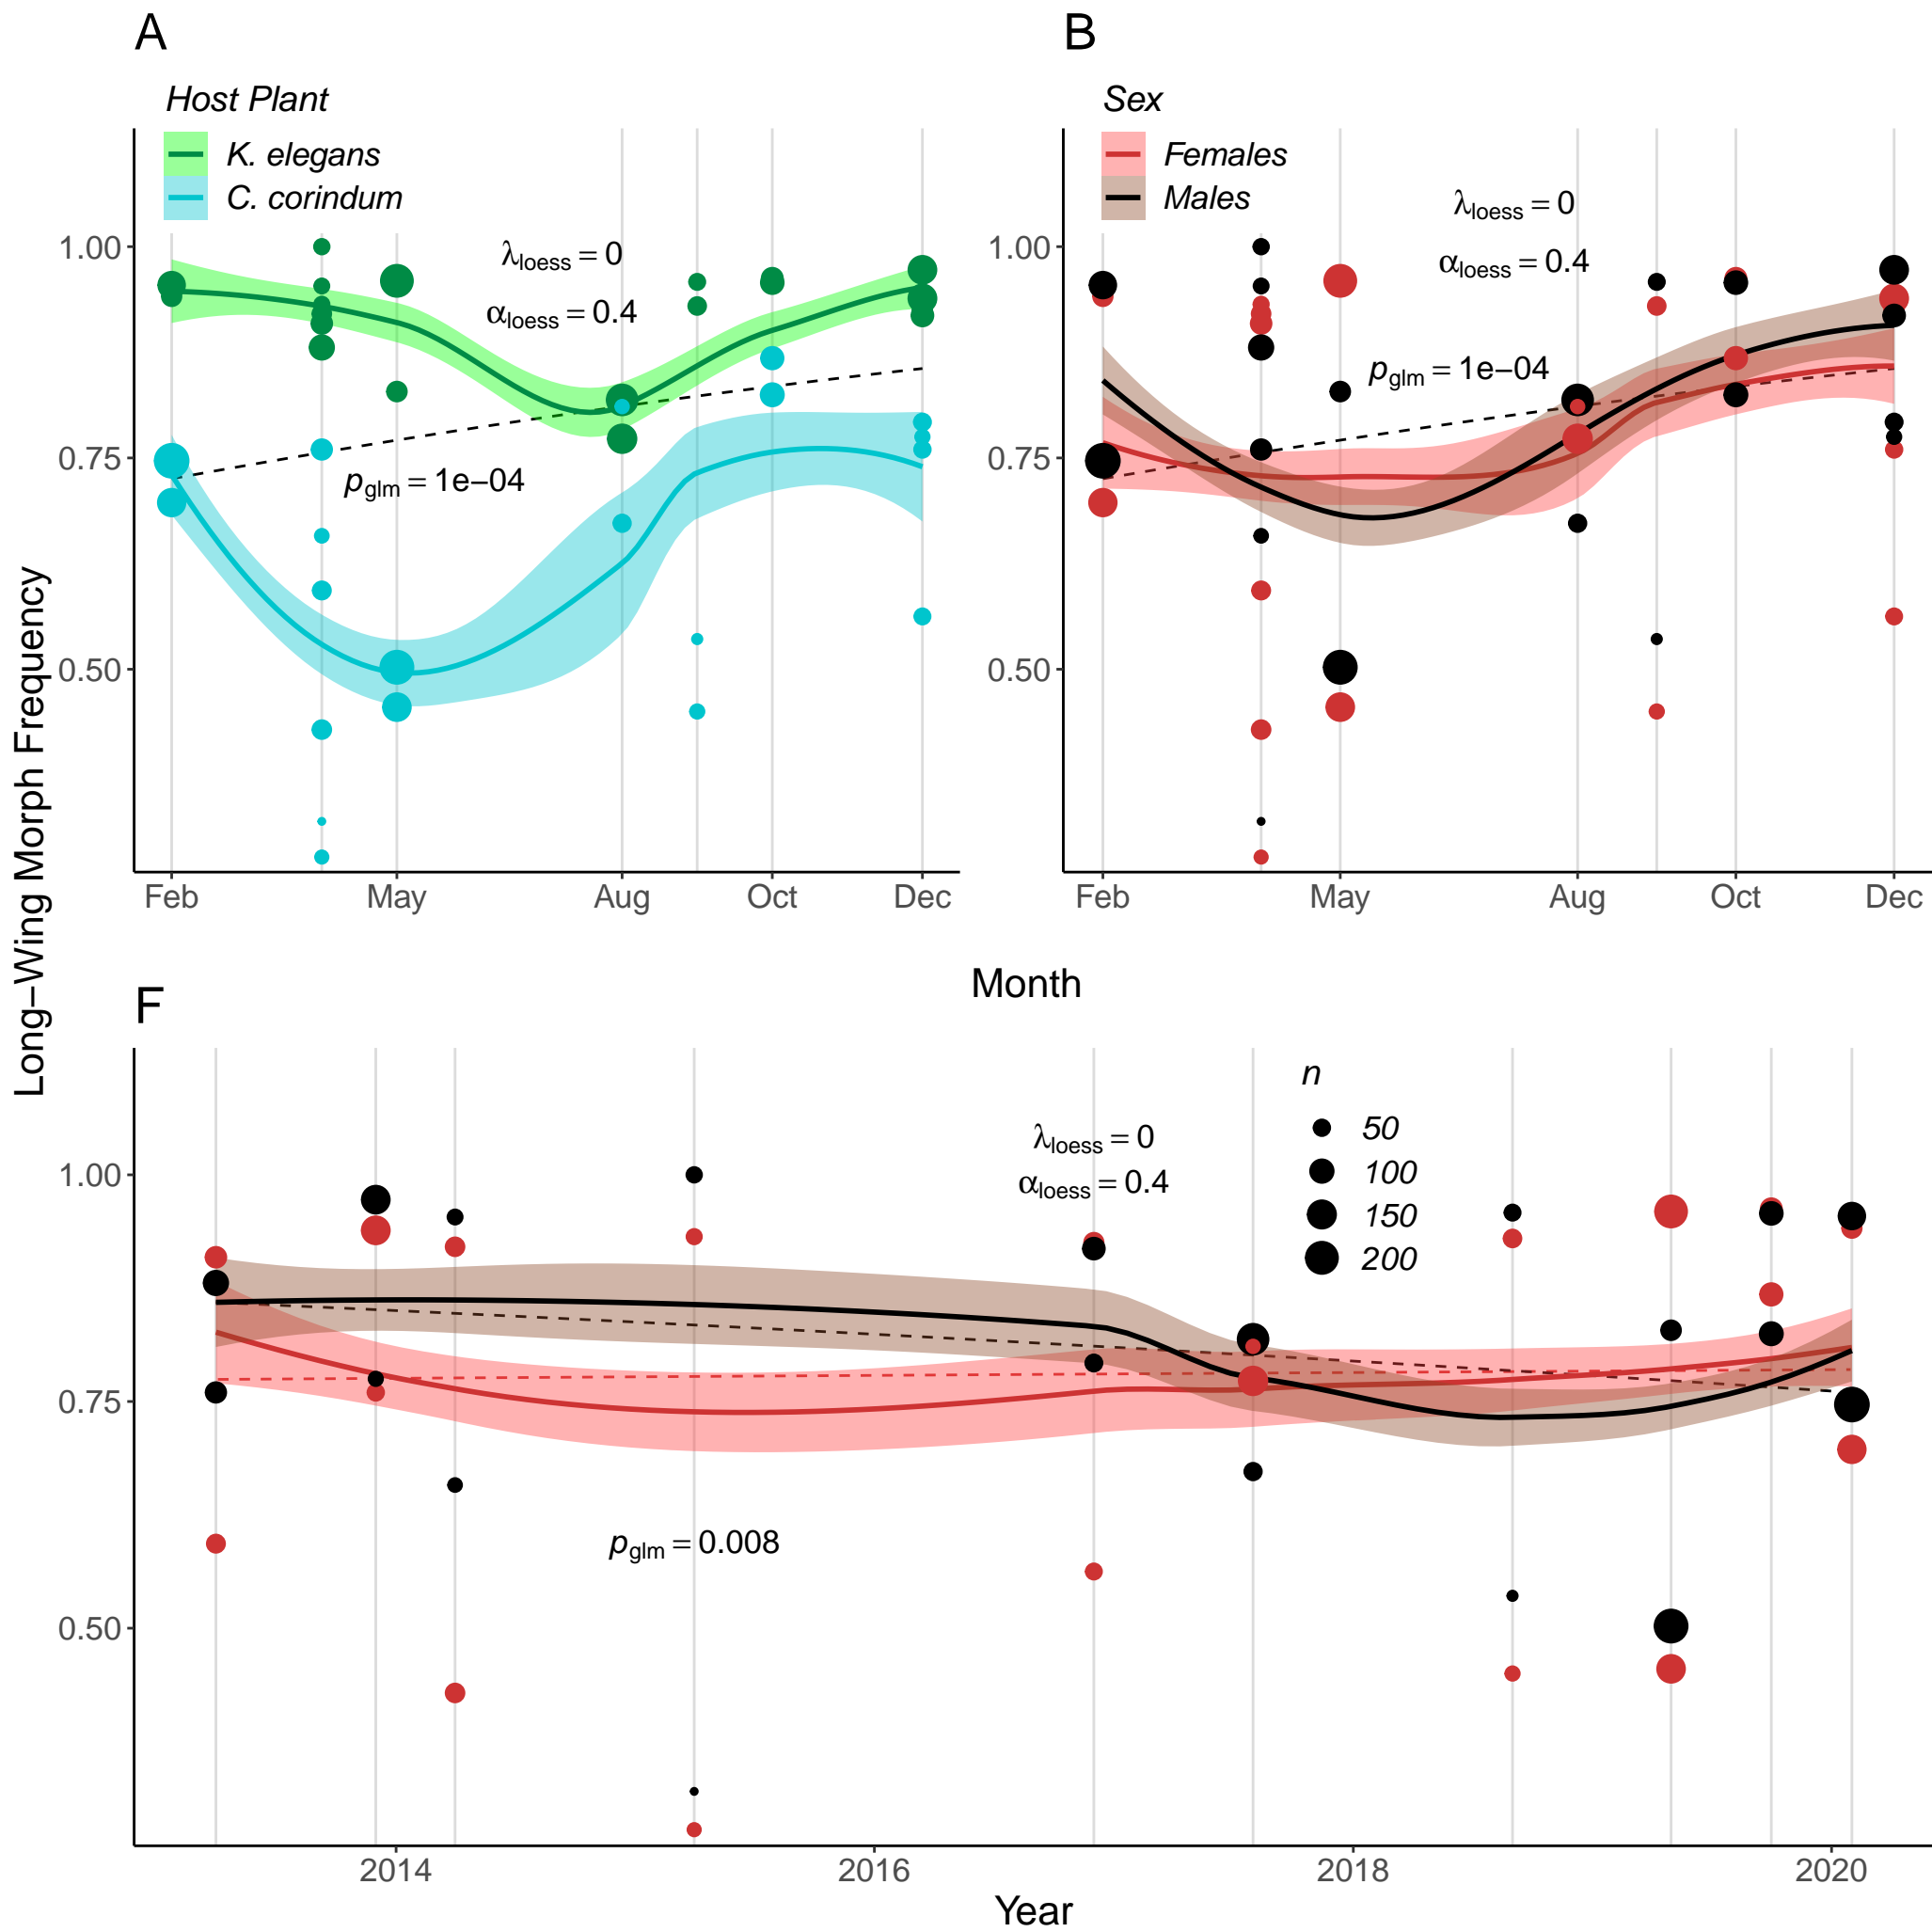 A
Host Plant
K. elegans
C. corindum
λloess = 0
αloess = 0.4
pglm = 1e−04
1.00
0.75
0.50
Feb
May
Aug
Oct
Dec
B
Sex
Females
Males
λloess = 0
αloess = 0.4
pglm = 1e−04
1.00
0.75
0.50
Feb
May
Aug
Oct
Dec
Long−Wing Morph Frequency
Month
F
n
50
100
150
200
λloess = 0
αloess = 0.4
pglm = 0.008
1.00
0.75
0.50
2014
2016
2018
2020
Year